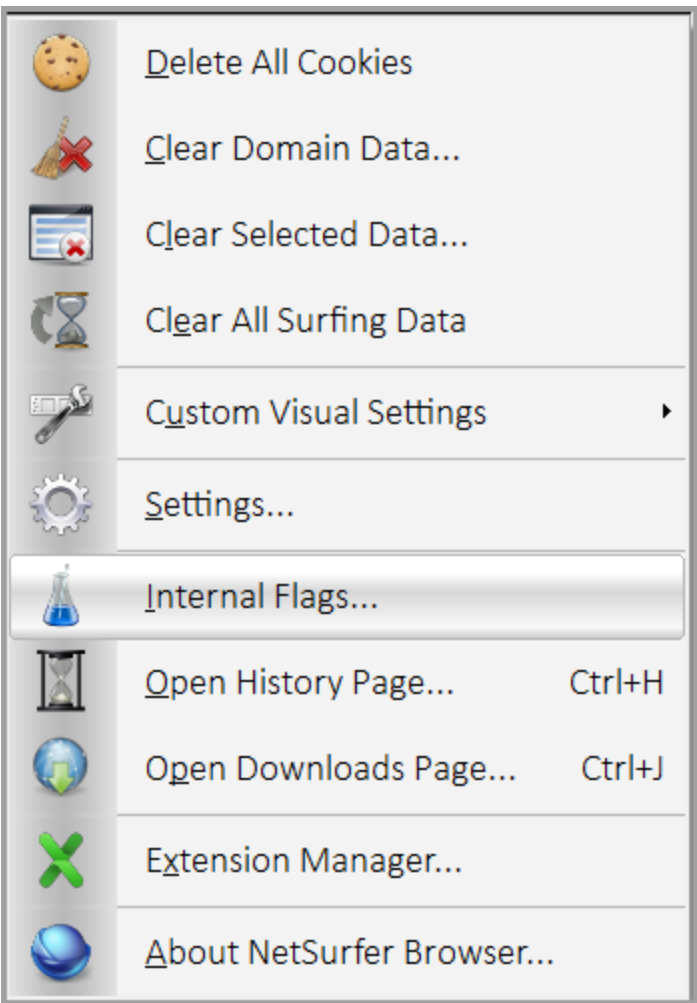 Delete All Cookies
Clear Domain Data...
Clear Selected Data...
Clear All Surfing Data
Custom Visual Settings
Settings...
Internal Flags...
Open History Page... Ctrl+H
Open Downloads Page... Ctrl+J
Extension Manager...
About NetSurfer Browser...